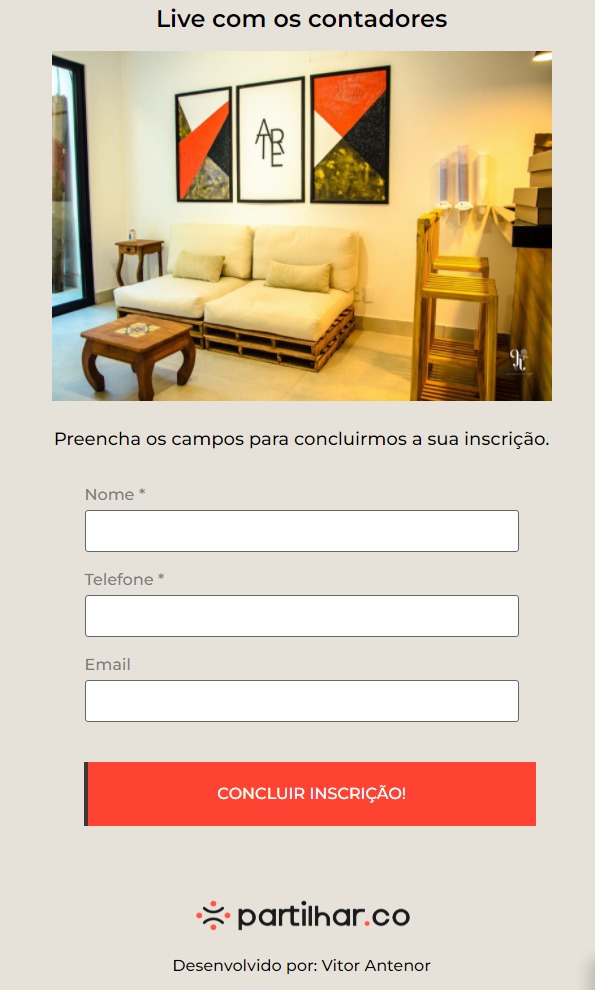 Live com os contadores
ARTE
Preencha os campos para concluirmos a sua inscrição.
Nome *
Telefone *
Email
CONCLUIR INSCRIÇÃO!
partilhar.co
Desenvolvido por: Vitor Antenor